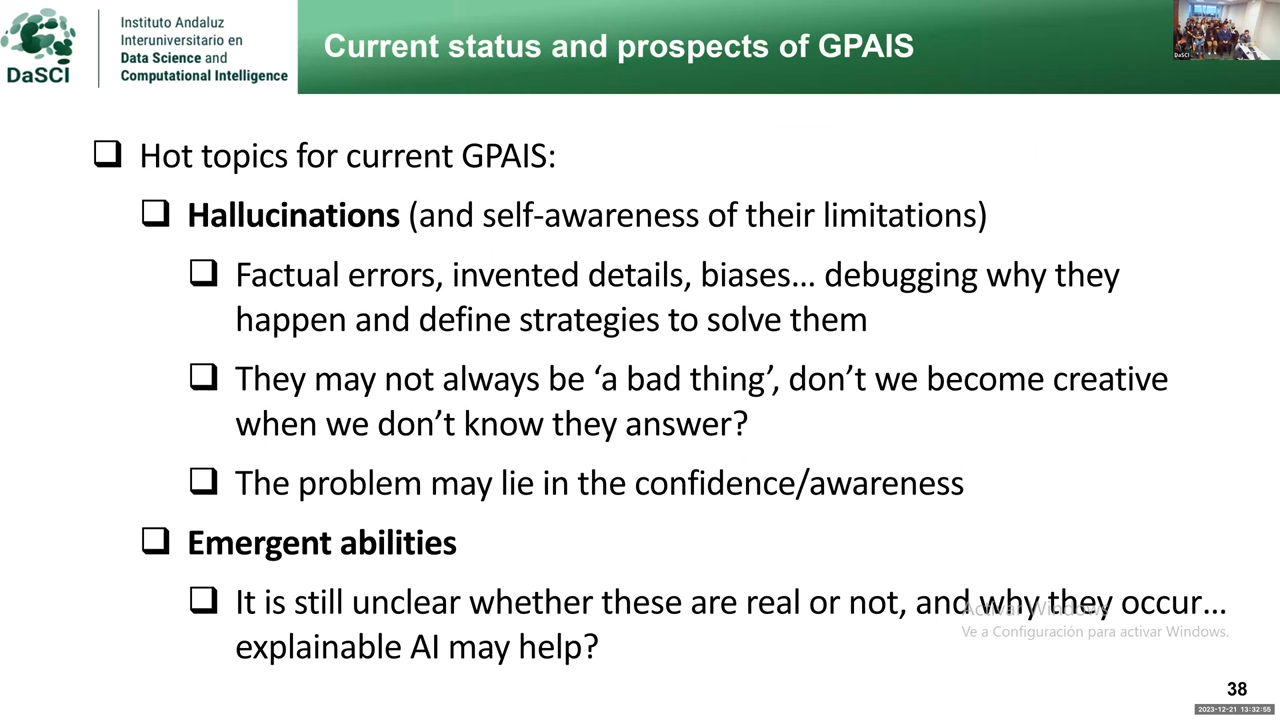 Instituto Andaluz
Interuniversitario en
Data Science and
Computational Intelligence
DaSCI
Current status and prospects of GPAIS
DaSCI
❑ Hot topics for current GPAIS:
❑ Hallucinations (and self-awareness of their limitations)
❑ Factual errors, invented details, biases... debugging why they
happen and define strategies to solve them
❑ They may not always be ‘a bad thing’, don’t we become creative
when we don’t know they answer?
❑ The problem may lie in the confidence/awareness
❑ Emergent abilities
❑ It is still unclear whether these are real or not, and why they occur...
explainable AI may help?
Activar Windows
Ve a Configuración para activar Windows.
38
2023-12-21 13:32:55